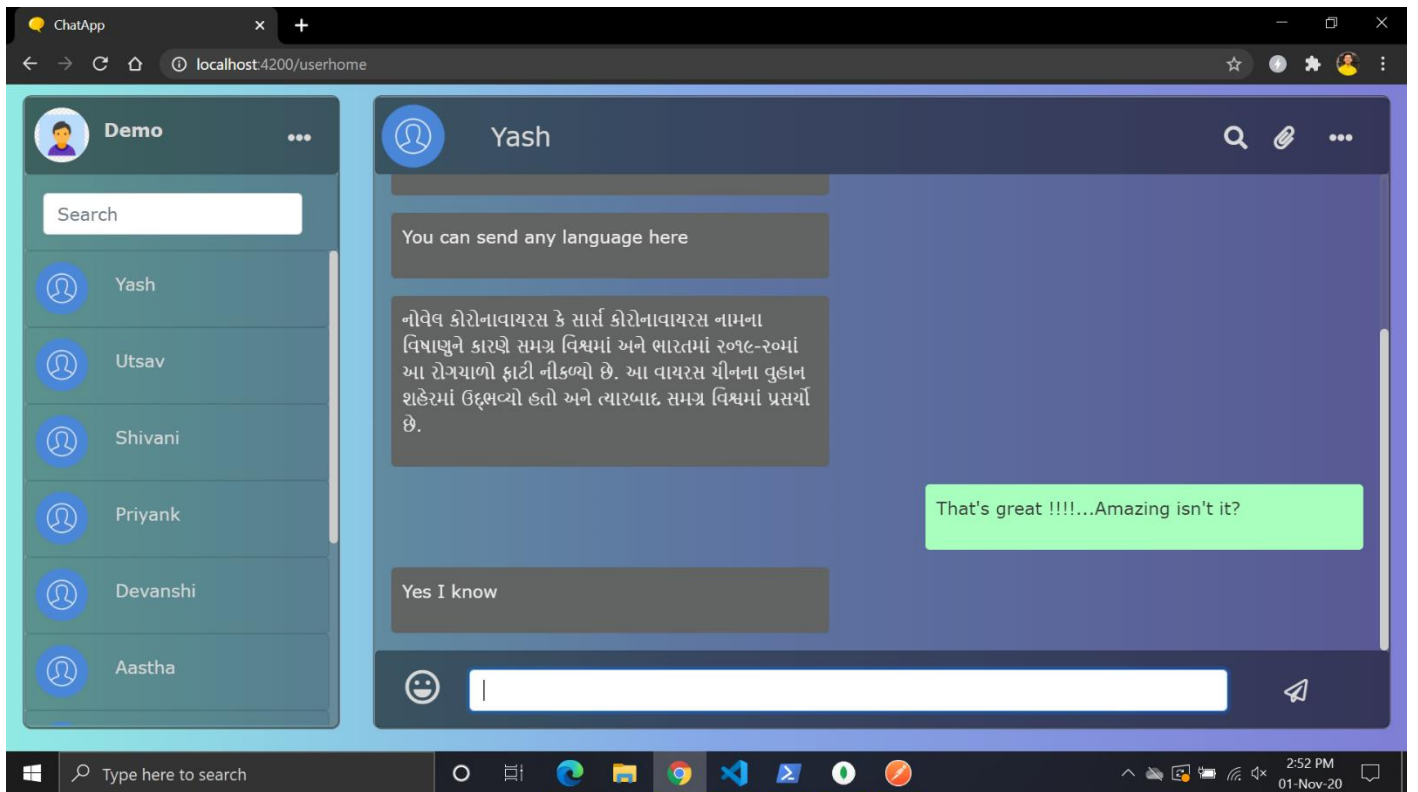 ChatApp
localhost:4200/userhome
Demo
Search
Yash
Utsav
Shivani
Priyank
Devanshi
Aastha
Yash
You can send any language here
નોવેલ કોરોનાવાયરસ કે સાર્સ કોરોનાવાયરસ નામના
વિષાણુને કારણે સમગ્ર વિશ્વમાં અને ભારતમાં ૨૦૧૯-૨૦માં
આ રોગચાળો ફાટી નીકળ્યો છે. આ વાયરસ ચીનના વુહાન
શહેરમાં ઉદ્ભવ્યો હતો અને ત્યારબાદ સમગ્ર વિશ્વમાં પ્રસર્યો
છે.
That's great !!!!...Amazing isn't it?
Yes I know
Type here to search
2:52 PM
01-Nov-20